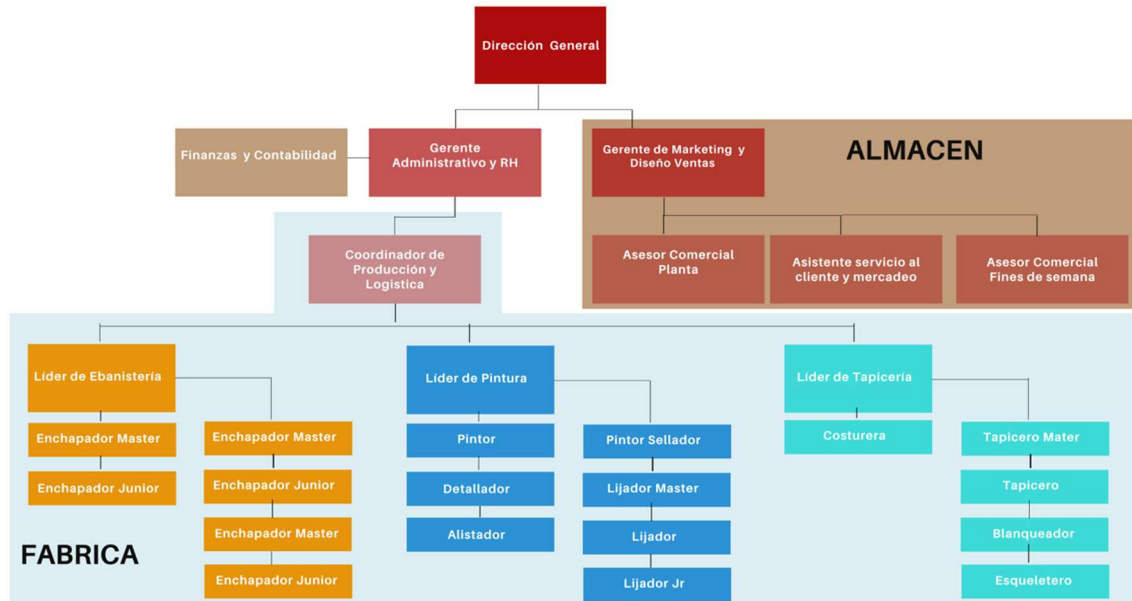 Dirección General
Finanzas y Contabilidad
Gerente
Administrativo y RH
Gerente de Marketing y
Diseño Ventas
ALMACEN
Coordinador de
Producción y
Logistica
Asesor Comercial
Planta
Asistente servicio al
cliente y mercadeo
Asesor Comercial
Fines de semana
Líder de Ebanistería
Enchapador Master
Enchapador Junior
Enchapador Master
Enchapador Junior
Enchapador Master
Enchapador Junior
Líder de Pintura
Pintor
Detallador
Alistador
Pintor Sellador
Lijador Master
Lijador
Lijador Jr
Líder de Tapicería
Costurera
Tapicero Mater
Tapicero
Blanqueador
Esqueletero
FABRICA